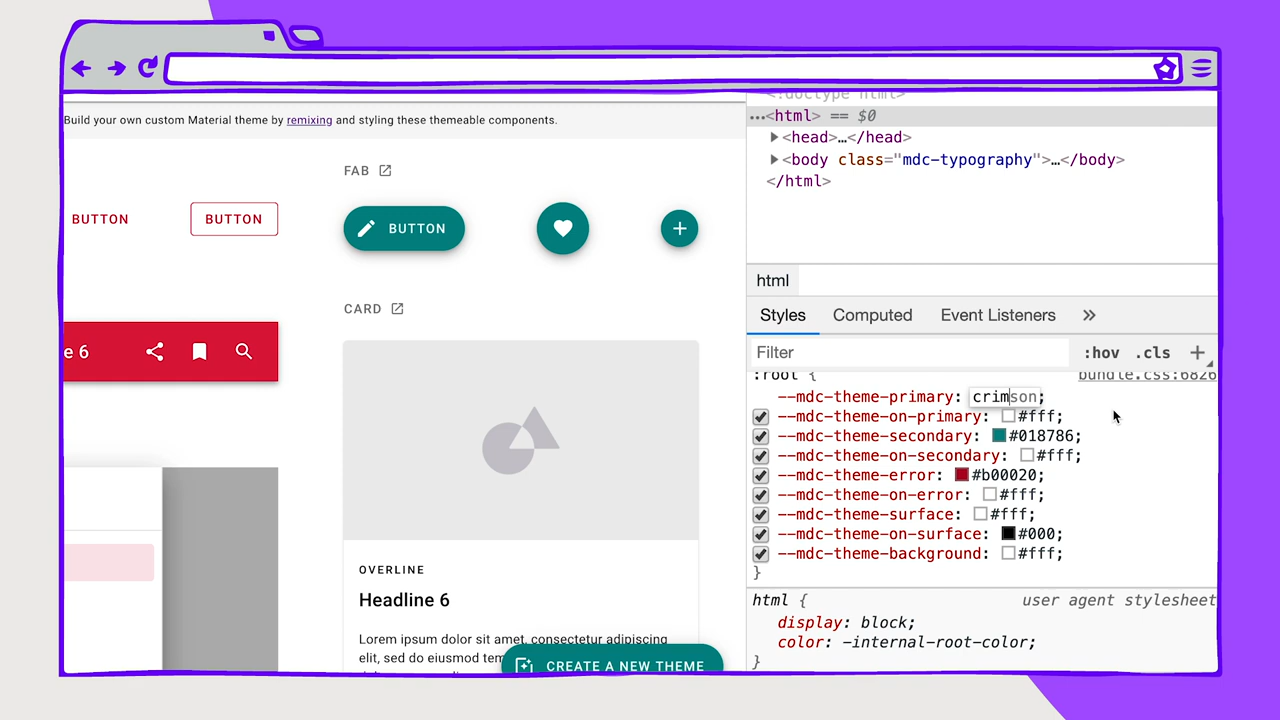 Build your own custom Material theme by remixing and styling these themeable components.
FAB
BUTTON
BUTTON
BUTTON
CARD
e 6
OVERLINE
Headline 6
Lorem ipsum dolor sit amet, consectetur adipiscing
elit, sed do eiusmod tem
CREATE A NEW THEME
<!doctype html>
…<html> == $0
<head>…</head>
<body class="mdc-typography">…</body>
</html>
html
Styles Computed Event Listeners »
Filter :hov .cls +
:root { bundle.css:6826
--mdc-theme-primary: crimson;
--mdc-theme-on-primary: #fff;
--mdc-theme-secondary: #018786;
--mdc-theme-on-secondary: #fff;
--mdc-theme-error: #b00020;
--mdc-theme-on-error: #fff;
--mdc-theme-surface: #fff;
--mdc-theme-on-surface: #000;
--mdc-theme-background: #fff;
}
html { user agent stylesheet
display: block;
color: -internal-root-color;
}